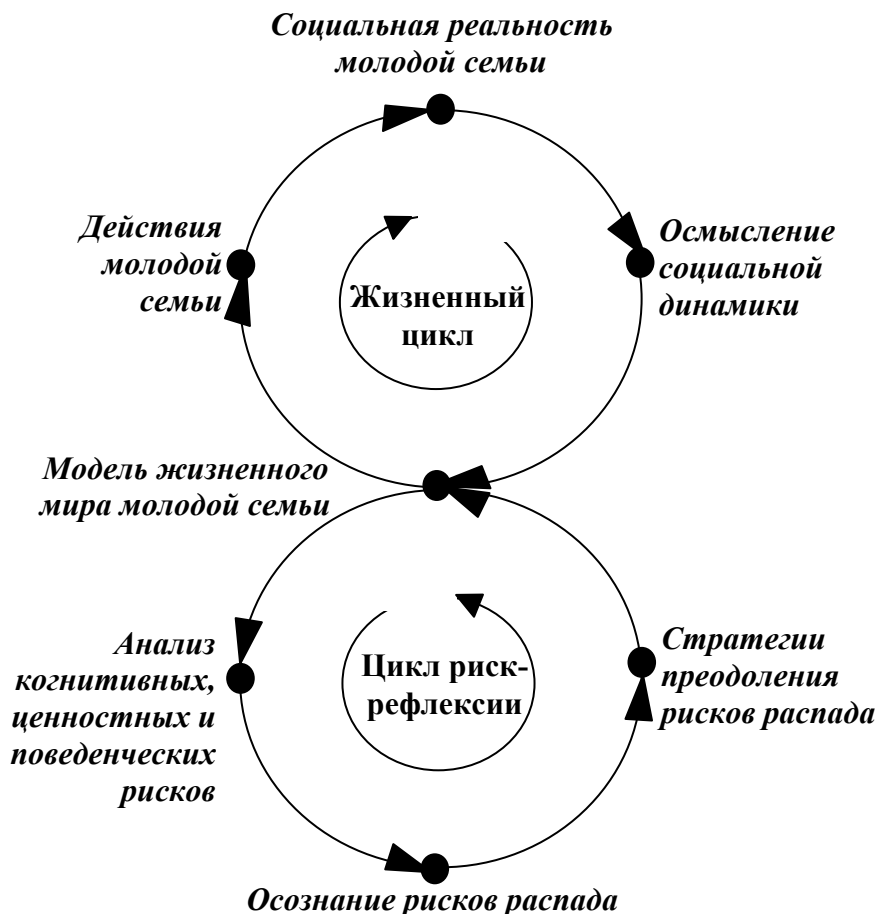 Социальная реальность
молодой семьи
Действия
молодой
семьи
Осмысление
социальной
динамики
Жизненный
цикл
Модель жизненного
мира молодой семьи
Анализ
когнитивных,
ценностных и
поведенческих
рисков
Цикл риск-
рефлексии
Стратегии
преодоления
рисков распада
Осознание рисков распада